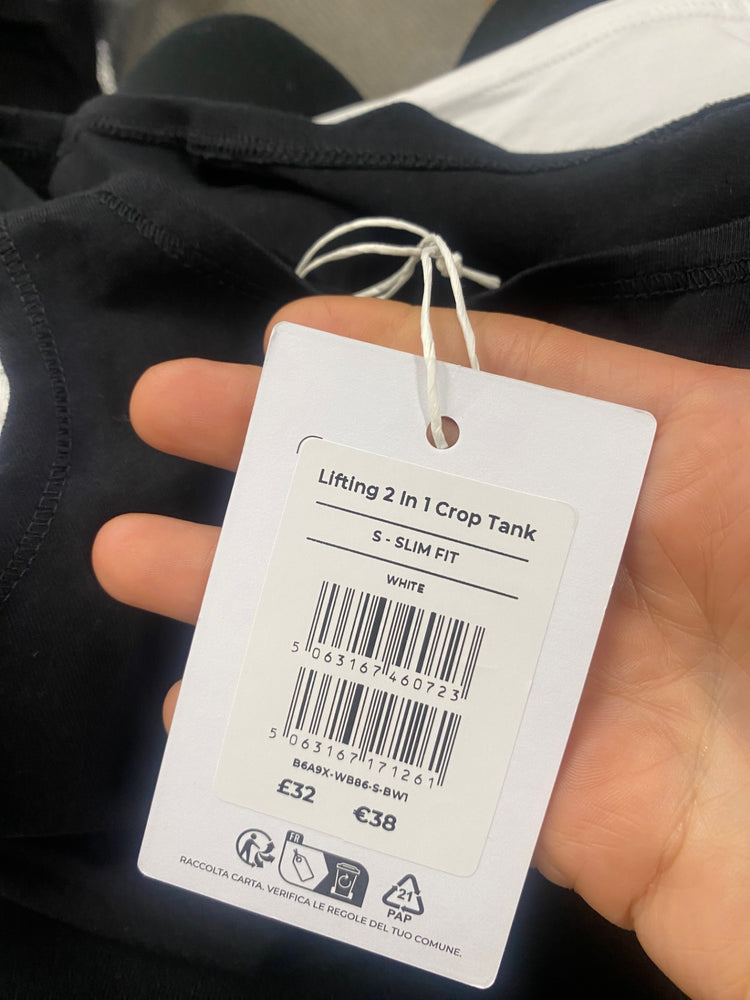 Lifting 2 In 1 Crop Tank
S - SLIM FIT
WHITE
5 063167 460723
5 063167 171261
B6A9X-WBB6-S-BW1
£32 €38
FR
21
PAP
RACCOLTA CARTA. VERIFICA LE REGOLE DEL TUO COMUNE.